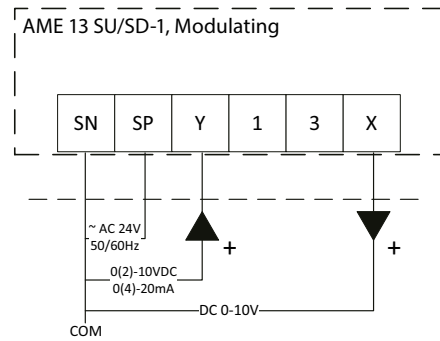 AME 13 SU/SD-1, Modulating
SN SP Y 1 3 X
~ AC 24V
50/60Hz
+ +
0(2)-10VDC
0(4)-20mA
DC 0-10V
COM